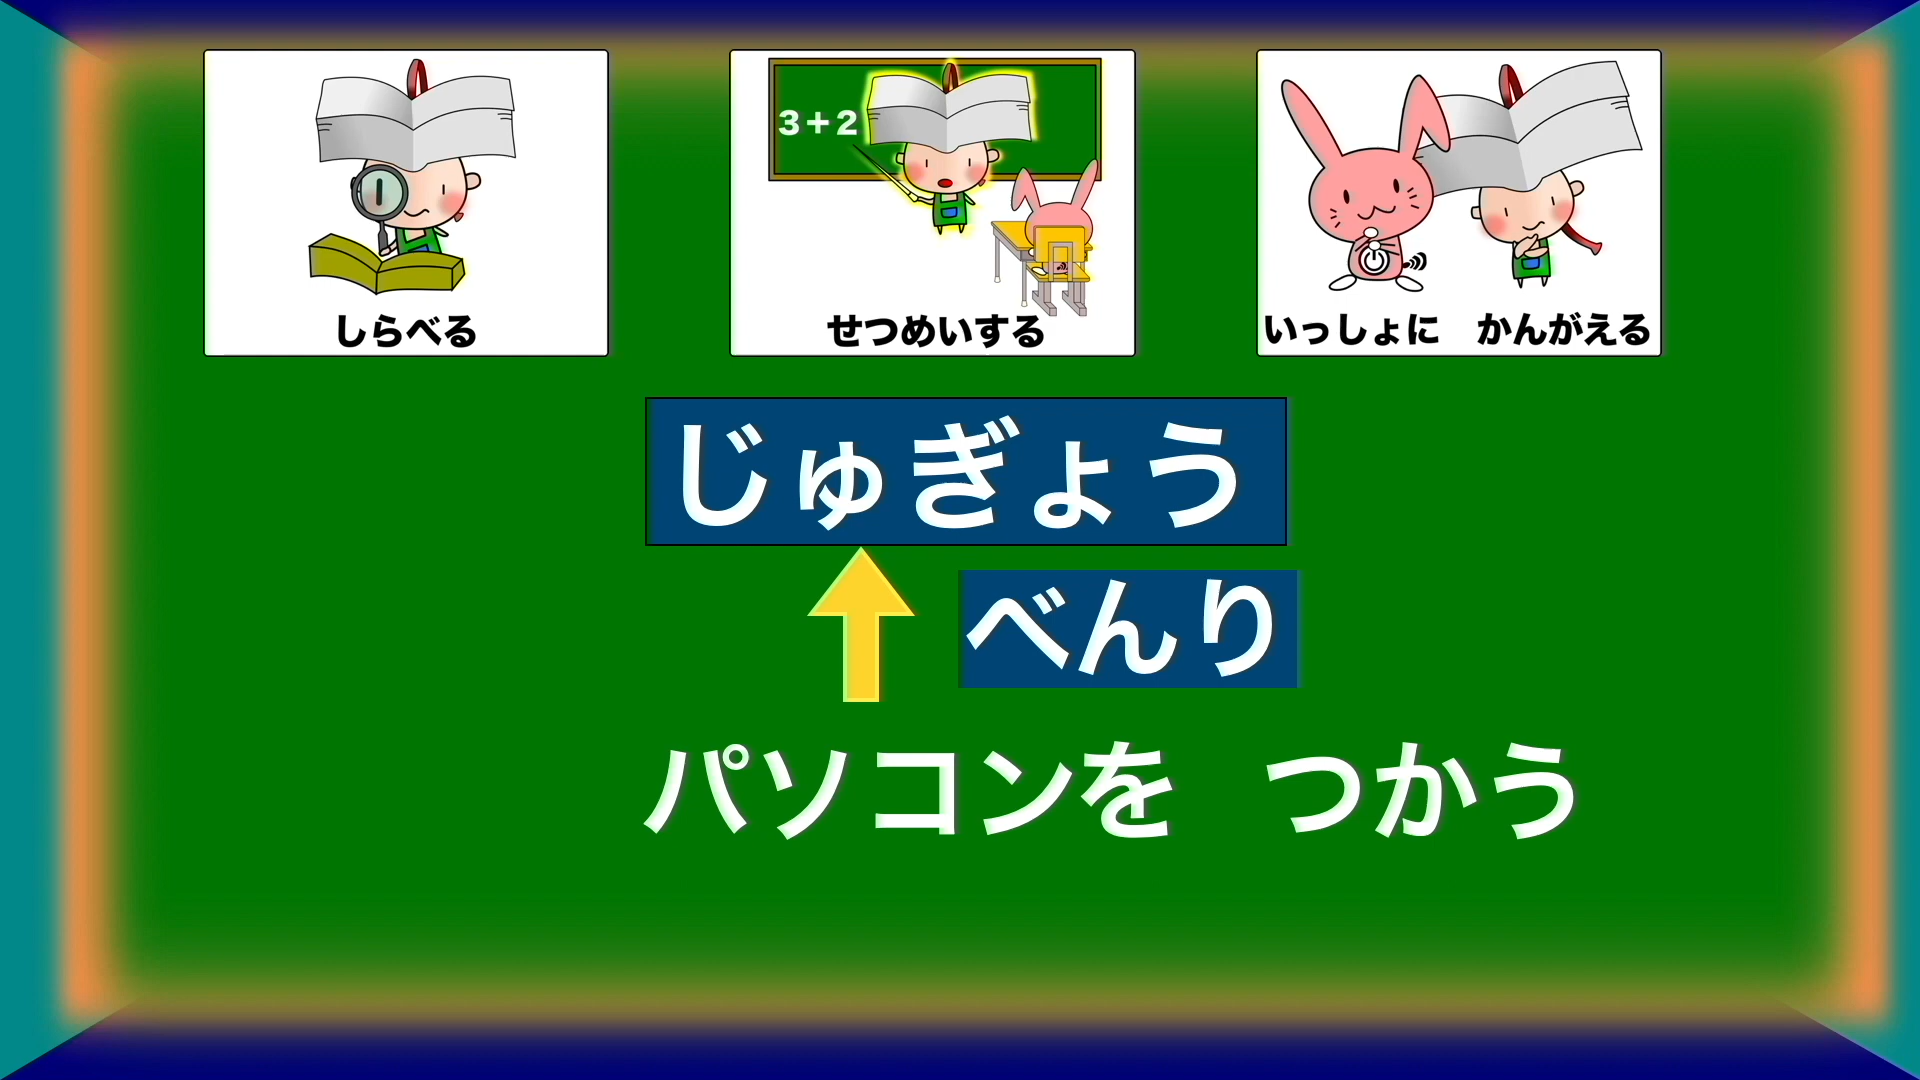 3+2
しらべる
せつめいする
いっしょに　かんがえる
じゅぎょう
べんり
パソコンを　つかう